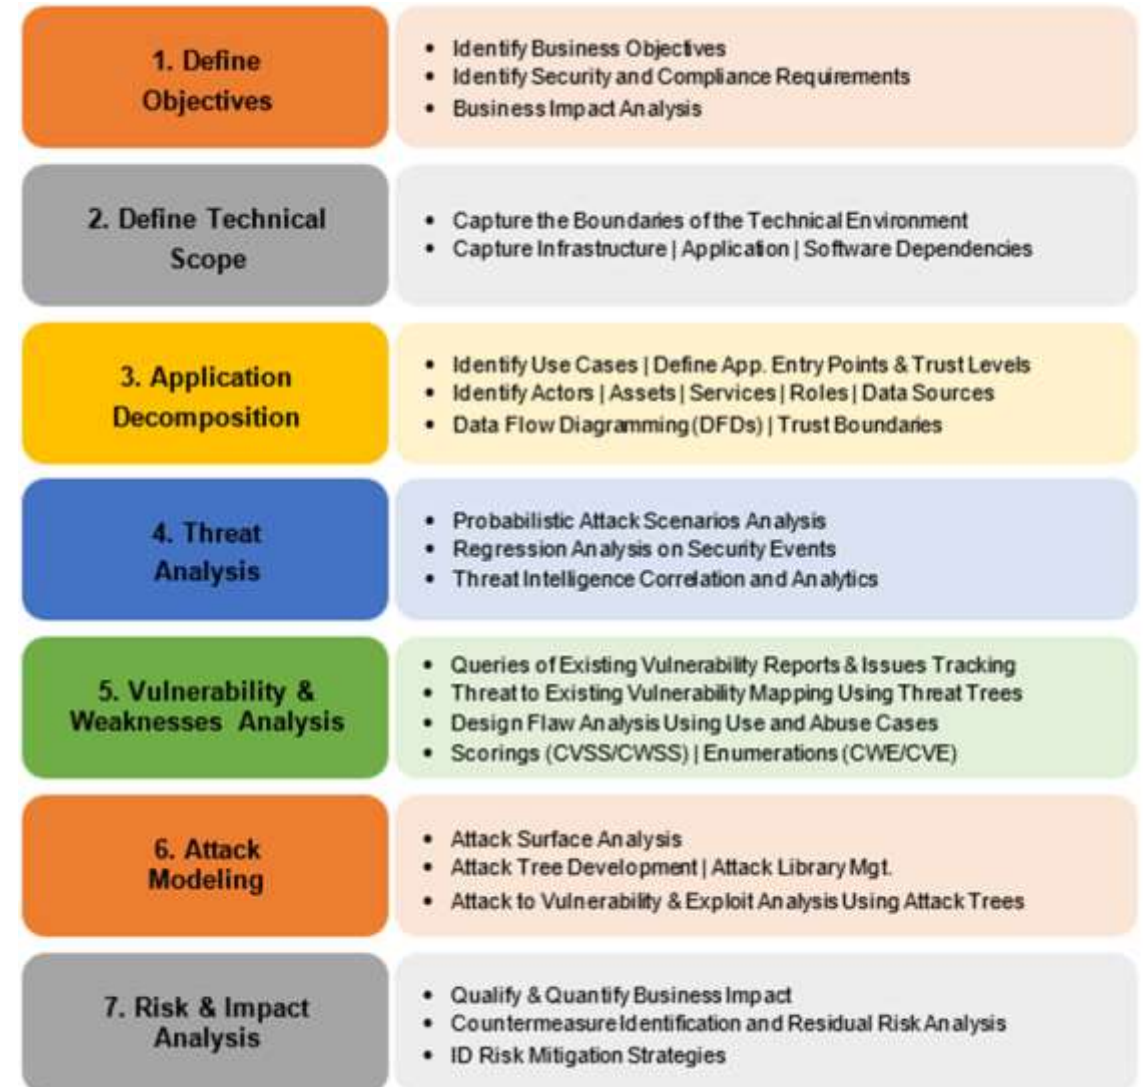 1. Define
Objectives
• Identify Business Objectives
• Identify Security and Compliance Requirements
• Business Impact Analysis
2. Define Technical
Scope
• Capture the Boundaries of the Technical Environment
• Capture Infrastructure | Application | Software Dependencies
3. Application
Decomposition
• Identify Use Cases | Define App. Entry Points & Trust Levels
• Identify Actors | Assets | Services | Roles | Data Sources
• Data Flow Diagramming (DFDs) | Trust Boundaries
4. Threat
Analysis
• Probabilistic Attack Scenarios Analysis
• Regression Analysis on Security Events
• Threat Intelligence Correlation and Analytics
5. Vulnerability &
Weaknesses Analysis
• Queries of Existing Vulnerability Reports & Issues Tracking
• Threat to Existing Vulnerability Mapping Using Threat Trees
• Design Flaw Analysis Using Use and Abuse Cases
• Scorings (CVSS/CWSS) | Enumerations (CWE/CVE)
6. Attack
Modeling
• Attack Surface Analysis
• Attack Tree Development | Attack Library Mgt.
• Attack to Vulnerability & Exploit Analysis Using Attack Trees
7. Risk & Impact
Analysis
• Qualify & Quantify Business Impact
• Countermeasure Identification and Residual Risk Analysis
• ID Risk Mitigation Strategies